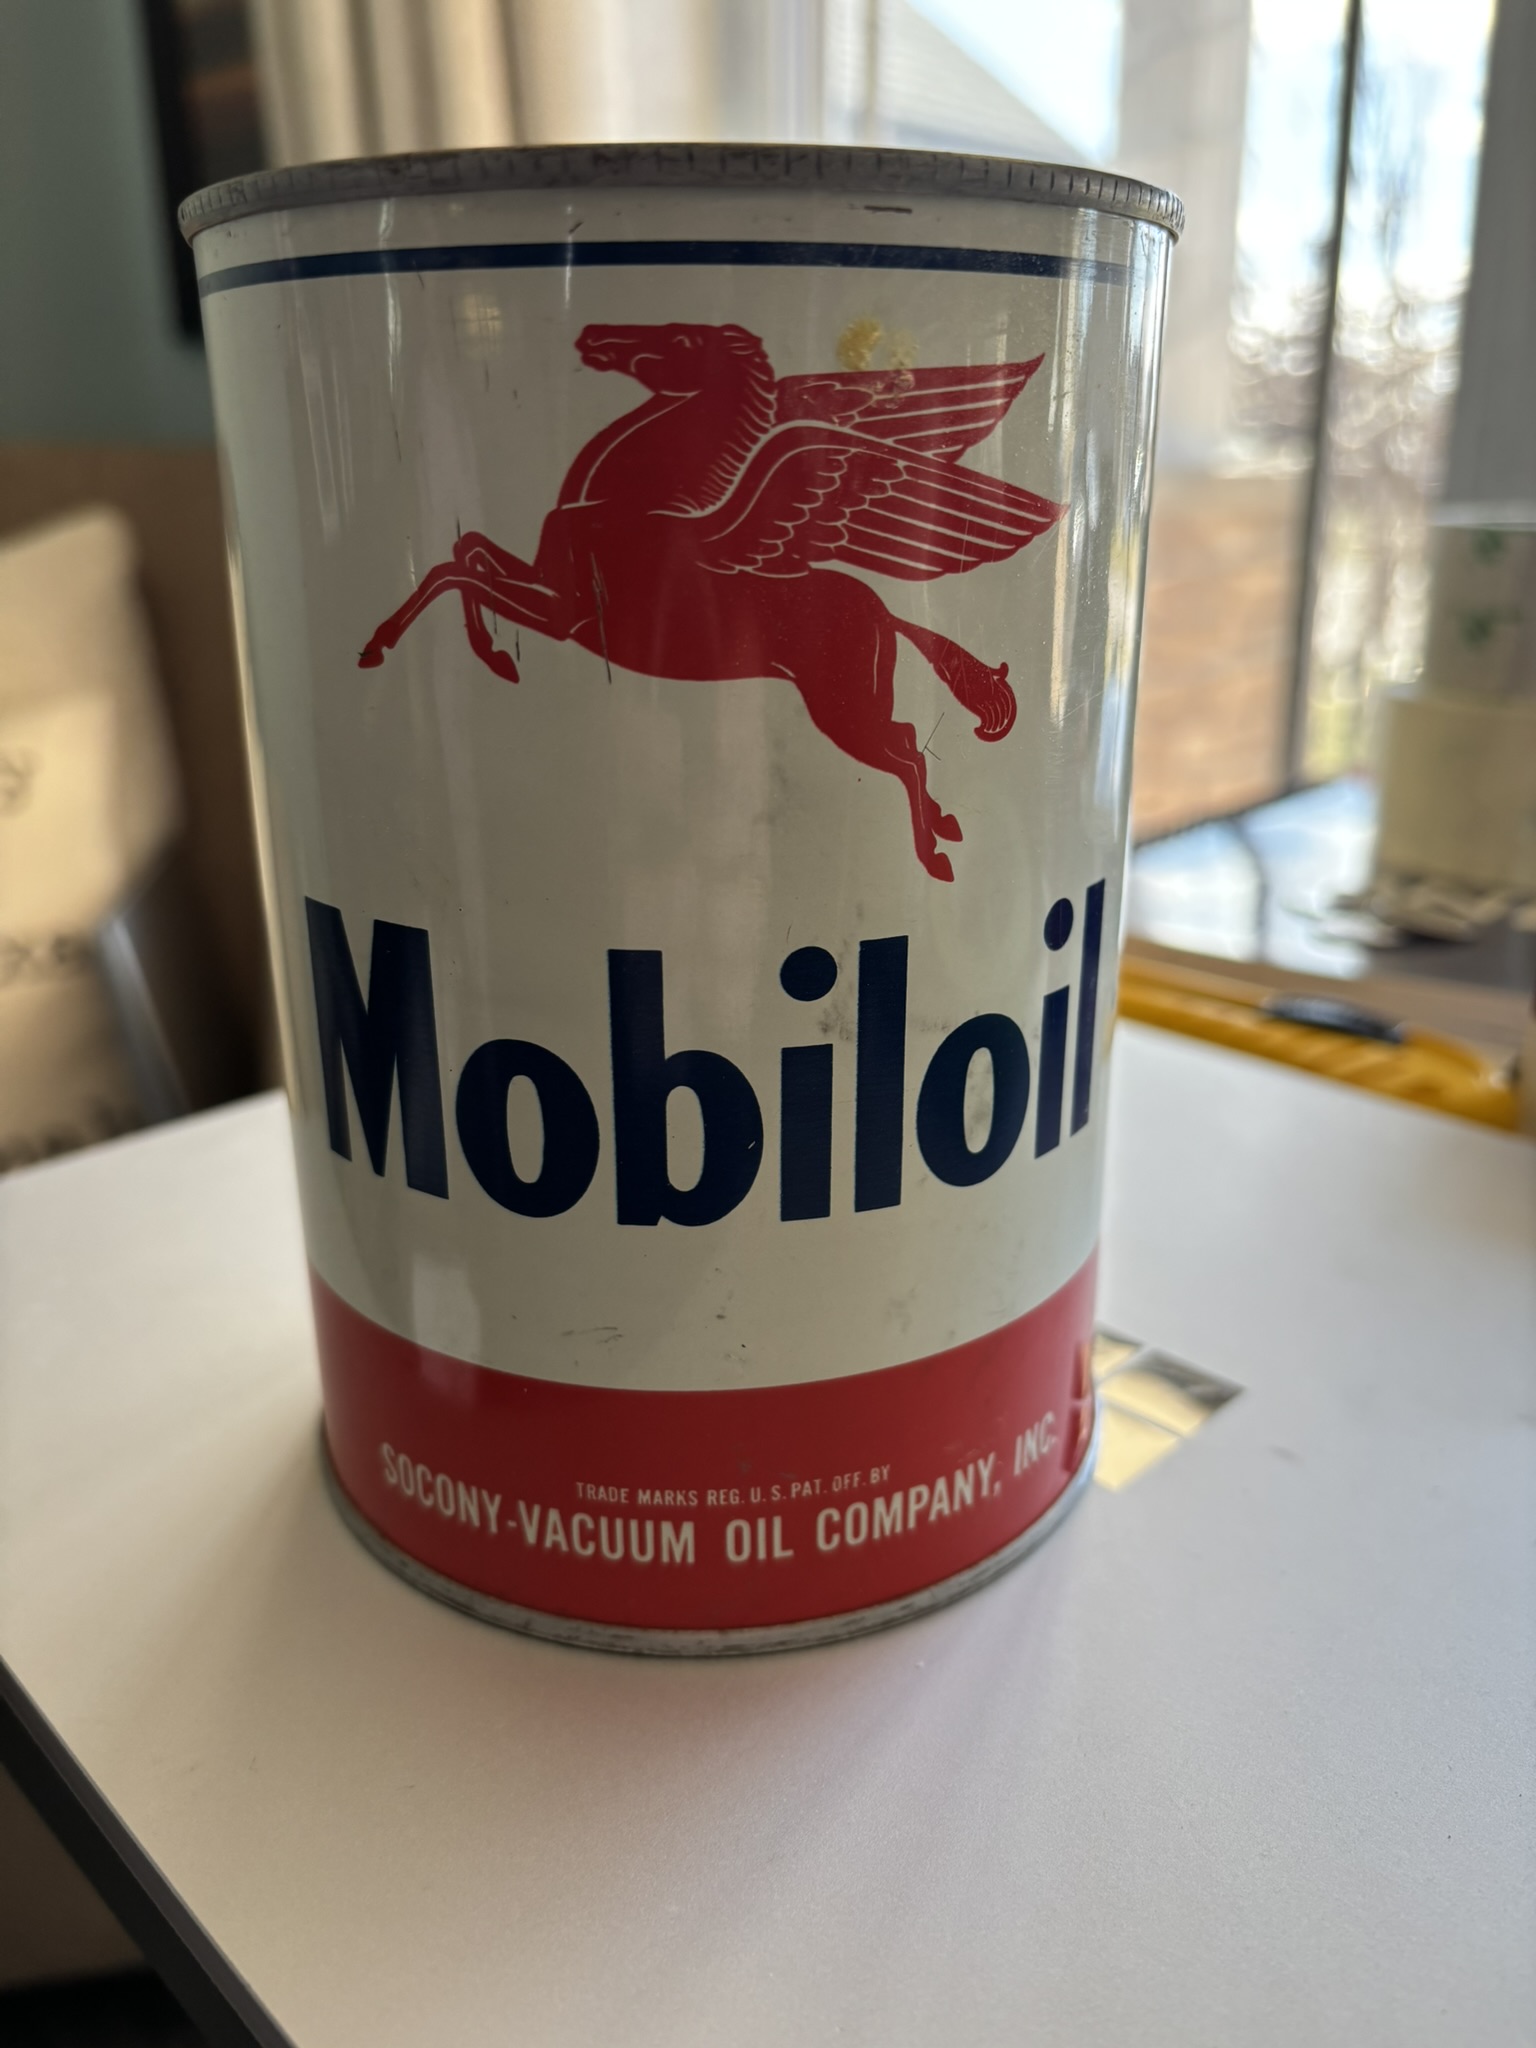 Mobiloil
TRADE MARKS REG. U.S. PAT. OFF. BY
SOCONY-VACUUM OIL COMPANY, INC.